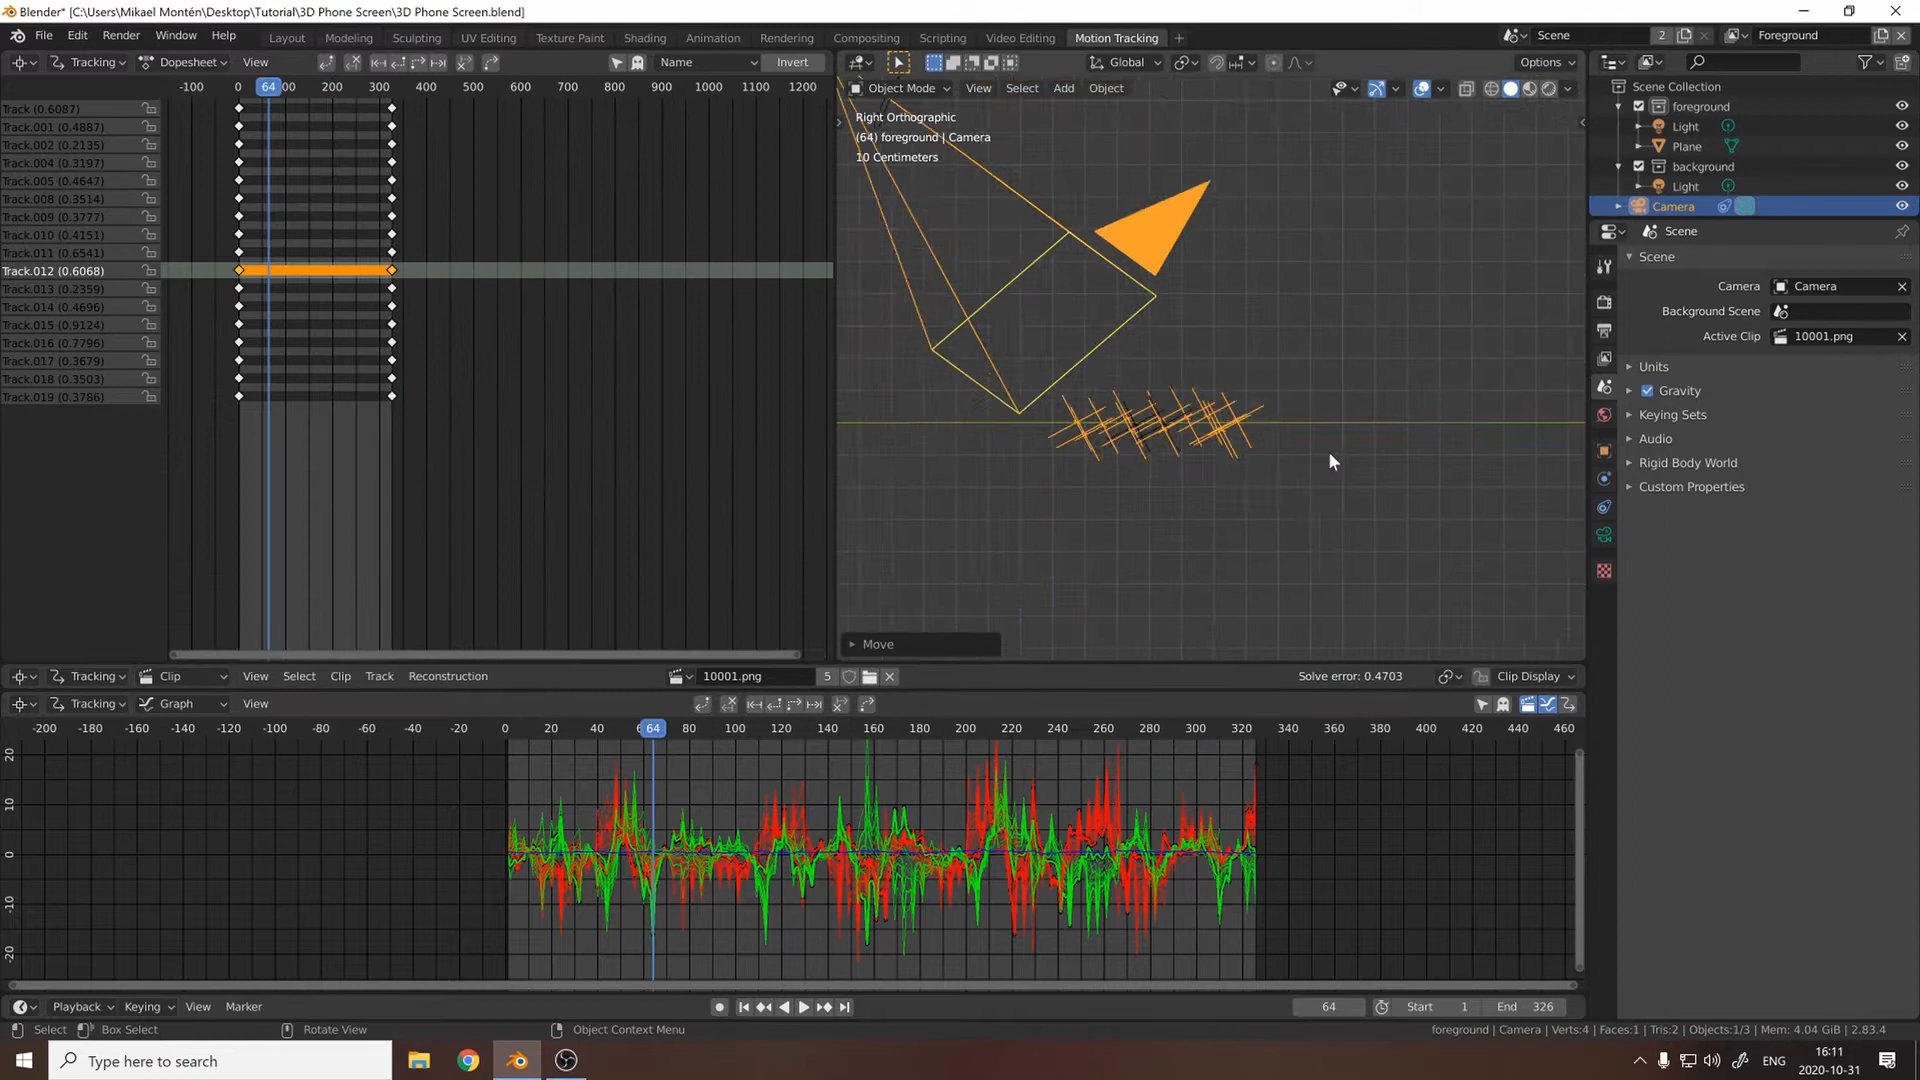 Blender* [C:\Users\Mikael Montén\Desktop\Tutorial\3D Phone Screen\3D Phone Screen.blend]
File Edit Render Window Help Layout Modeling Sculpting UV Editing Texture Paint Shading Animation Rendering Compositing Scripting Video Editing Motion Tracking + Scene 2 Foreground
Tracking Dopesheet View Name Invert Global Options
-100 0 64 100 200 300 400 500 600 700 800 900 1000 1100 1200
Object Mode View Select Add Object
Right Orthographic
(64) foreground | Camera
10 Centimeters
Track (0.6087)
Track.001 (0.4887)
Track.002 (0.2135)
Track.004 (0.3197)
Track.005 (0.4647)
Track.008 (0.3514)
Track.009 (0.3777)
Track.010 (0.4151)
Track.011 (0.6541)
Track.012 (0.6068)
Track.013 (0.2359)
Track.014 (0.4696)
Track.015 (0.9124)
Track.016 (0.7796)
Track.017 (0.3679)
Track.018 (0.3503)
Track.019 (0.3786)
Move
Scene Collection
foreground
Light
Plane
background
Light
Camera
Scene
Scene
Camera Camera
Background Scene
Active Clip 10001.png
Units
Gravity
Keying Sets
Audio
Rigid Body World
Custom Properties
Tracking Clip View Select Clip Track Reconstruction 10001.png 5 Solve error: 0.4703 Clip Display
Tracking Graph View
-200 -180 -160 -140 -120 -100 -80 -60 -40 -20 0 20 40 64 80 100 120 140 160 180 200 220 240 260 280 300 320 340 360 380 400 420 440 460
20
10
0
-10
-20
Playback Keying View Marker 64 Start 1 End 326
Select Box Select Rotate View Object Context Menu foreground | Camera | Verts:4 | Faces:1 | Tris:2 | Objects:1/3 | Mem: 4.04 GiB | 2.83.4
Type here to search ENG 16:11
2020-10-31